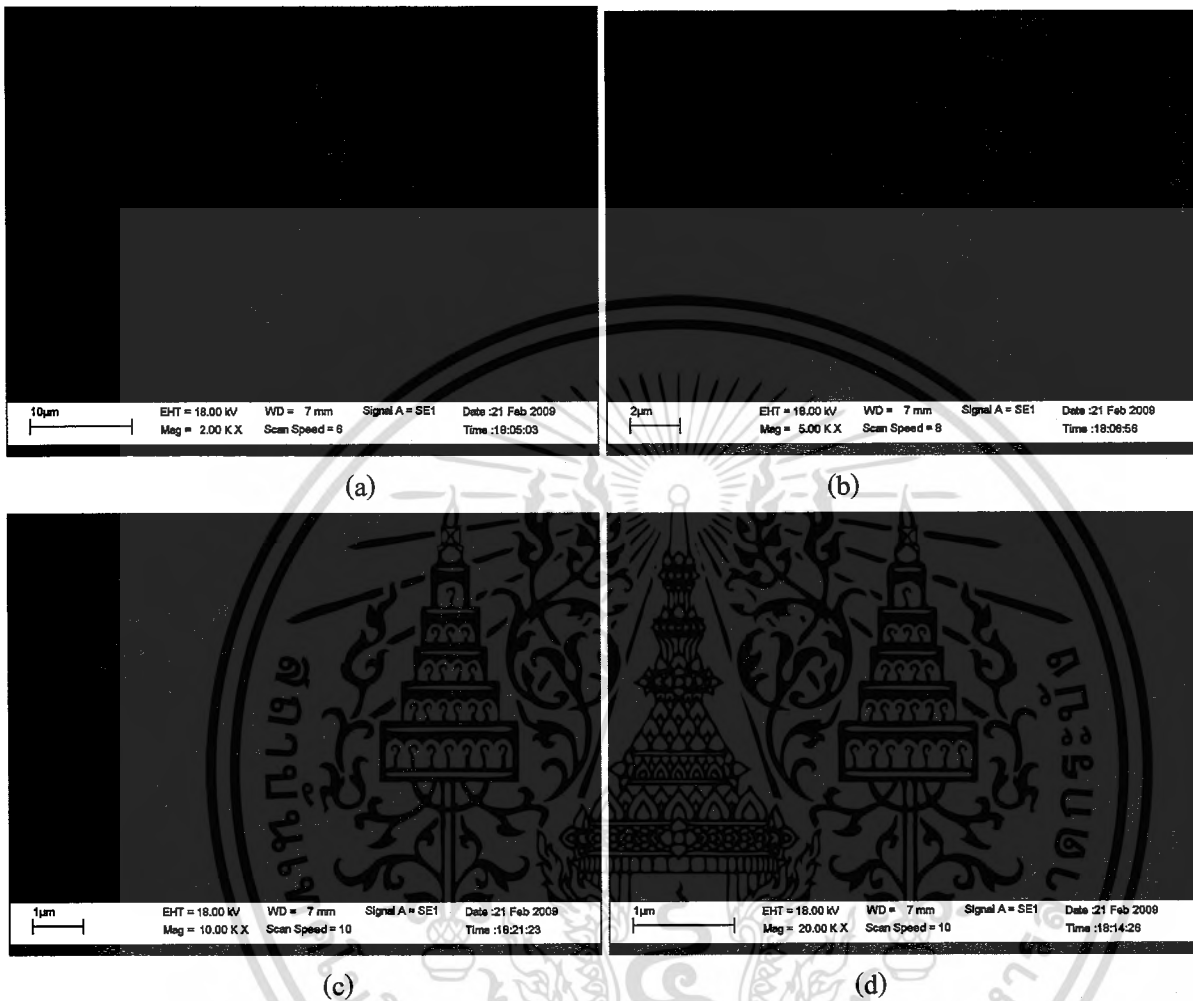 10µm EHT = 18.00 kV WD = 7 mm Signal A = SE1 Date :21 Feb 2009
Mag = 2.00 K X Scan Speed = 6 Time :18:05:03
(a)
2µm EHT = 18.00 kV WD = 7 mm Signal A = SE1 Date :21 Feb 2009
Mag = 5.00 K X Scan Speed = 8 Time :18:06:56
(b)
1µm EHT = 18.00 kV WD = 7 mm Signal A = SE1 Date :21 Feb 2009
Mag = 10.00 K X Scan Speed = 10 Time :18:21:23
(c)
1µm EHT = 18.00 kV WD = 7 mm Signal A = SE1 Date :21 Feb 2009
Mag = 20.00 K X Scan Speed = 10 Time :18:14:26
(d)